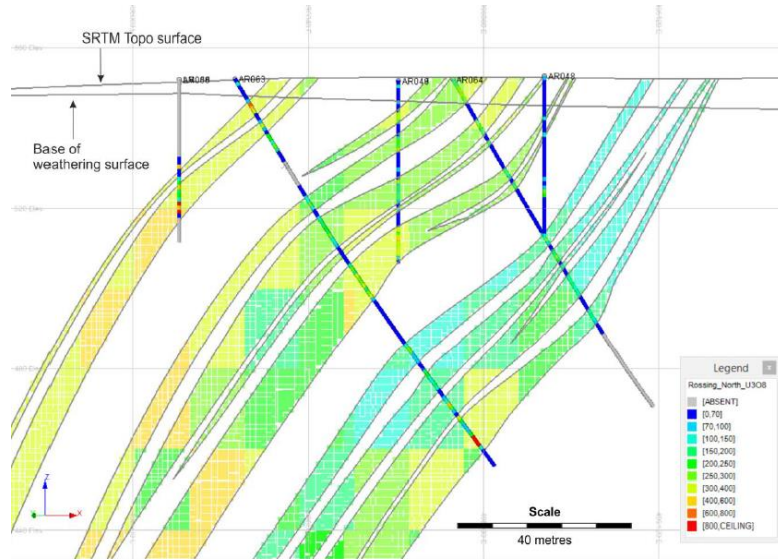 SRTM Topo surface
AR063
AR049
AR064
AR048
Base of
weathering surface
Legend
x
Rossing_North_U3O8
[ABSENT]
[0,70]
[70,100]
[100,150]
[150,200]
[200,250]
[250,300]
[300,400]
[400,600]
[600,800]
[800,CEILING]
Z
X
Scale
40 metres